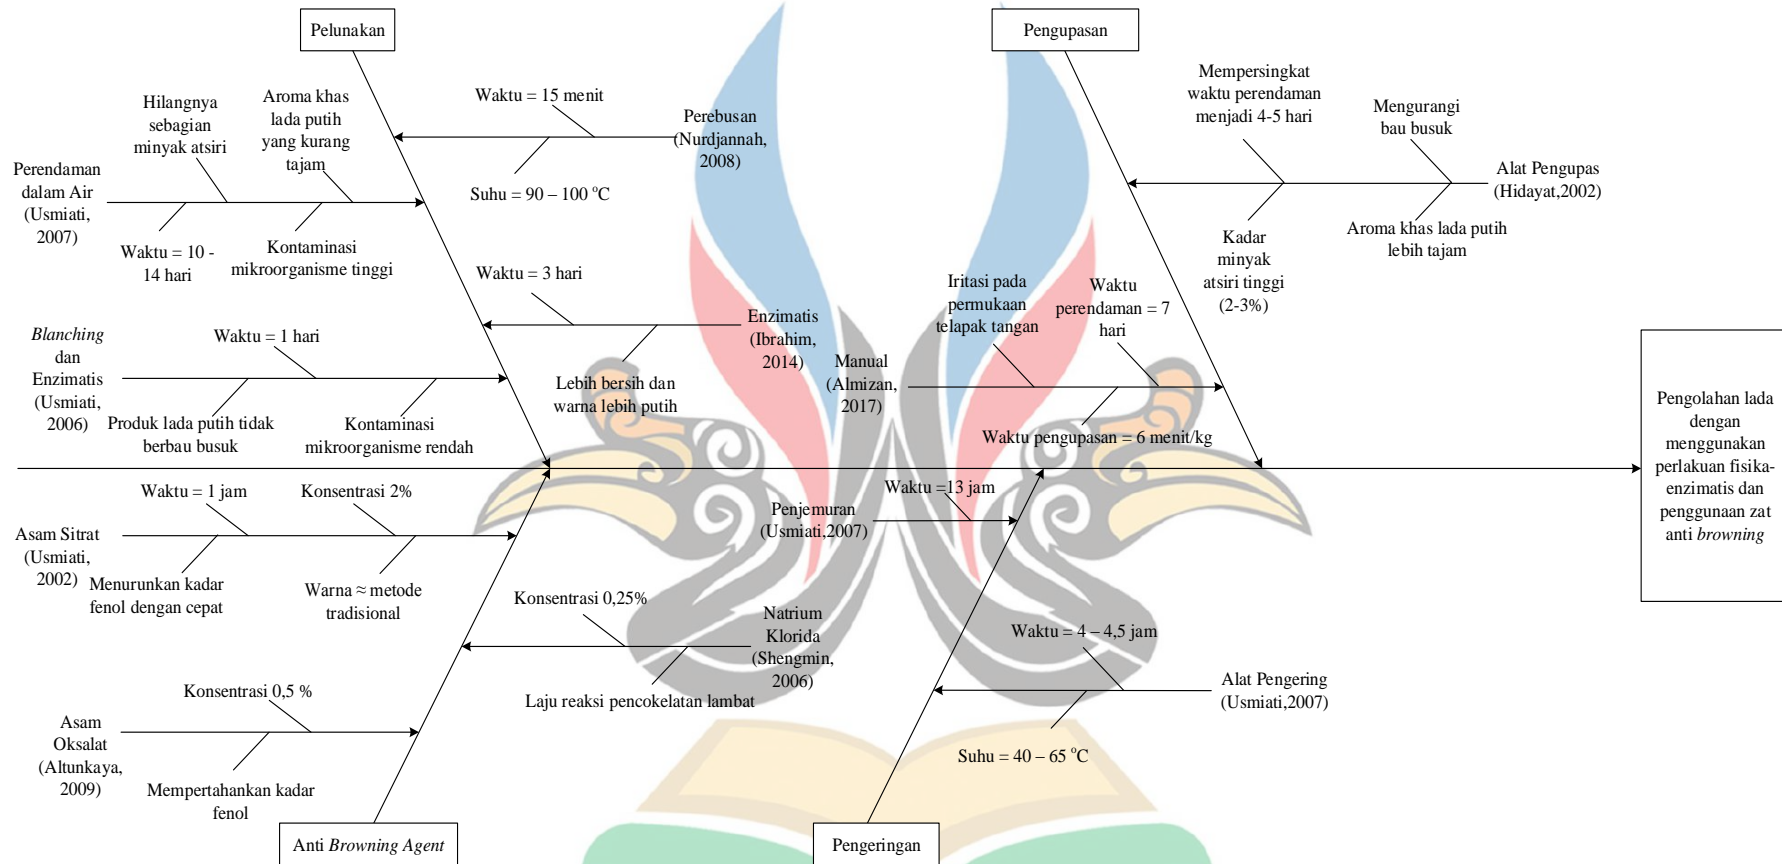 Pelunakan
Pengupasan
Hilangnya
sebagian
minyak atsiri
Aroma khas
lada putih
yang kurang
tajam
Waktu = 15 menit
Perebusan
(Nurdjannah,
2008)
Suhu = 90 – 100 °C
Perendaman
dalam Air
(Usmiati,
2007)
Waktu = 10 -
14 hari
Kontaminasi
mikroorganisme tinggi
Mempersingkat
waktu perendaman
menjadi 4-5 hari
Mengurangi
bau busuk
Alat Pengupas
(Hidayat,2002)
Kadar
minyak
atsiri tinggi
(2-3%)
Aroma khas lada putih
lebih tajam
Waktu = 3 hari
Enzimatis
(Ibrahim,
2014)
Lebih bersih dan
warna lebih putih
Blanching
dan
Enzimatis
(Usmiati,
2006)
Waktu = 1 hari
Produk lada putih tidak
berbau busuk
Kontaminasi
mikroorganisme rendah
Iritasi pada
permukaan
telapak tangan
Waktu
perendaman = 7
hari
Manual
(Almizan,
2017)
Waktu pengupasan = 6 menit/kg
Pengolahan lada
dengan
menggunakan
perlakuan fisika-
enzimatis dan
penggunaan zat
anti browning
Waktu = 1 jam
Konsentrasi 2%
Asam Sitrat
(Usmiati,
2002)
Menurunkan kadar
fenol dengan cepat
Warna ≈ metode
tradisional
Waktu =13 jam
Penjemuran
(Usmiati,2007)
Konsentrasi 0,25%
Natrium
Klorida
(Shengmin,
2006)
Laju reaksi pencokelatan lambat
Waktu = 4 – 4,5 jam
Alat Pengering
(Usmiati,2007)
Suhu = 40 – 65 °C
Konsentrasi 0,5 %
Asam
Oksalat
(Altunkaya,
2009)
Mempertahankan kadar
fenol
Anti Browning Agent
Pengeringan